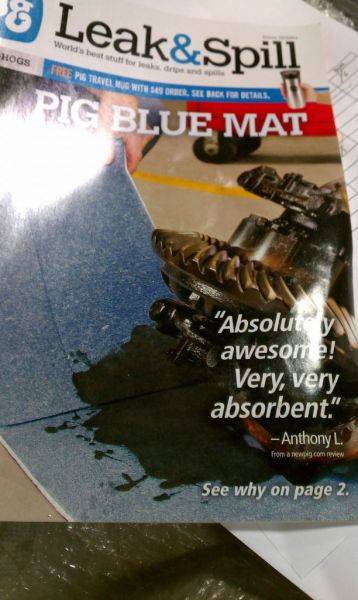 Leak&Spill
World's best stuff for leaks, drips and spills
HOGS
FREE PIG TRAVEL MUG WITH $49 ORDER. SEE BACK FOR DETAILS.
PIG BLUE MAT
"Absolutely
awesome!
Very, very
absorbent."
– Anthony L.
From a newpig.com review
See why on page 2.